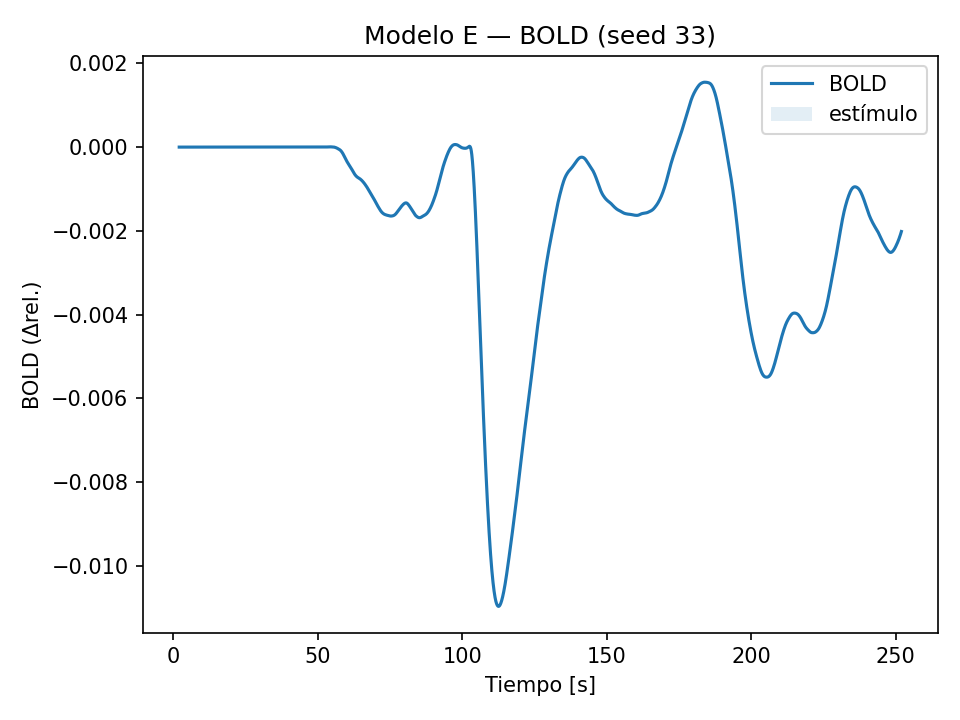 Modelo E — BOLD (seed 33)
BOLD
estímulo
0.002
0.000
−0.002
−0.004
−0.006
−0.008
−0.010
BOLD (Δrel.)
0
50
100
150
200
250
Tiempo [s]